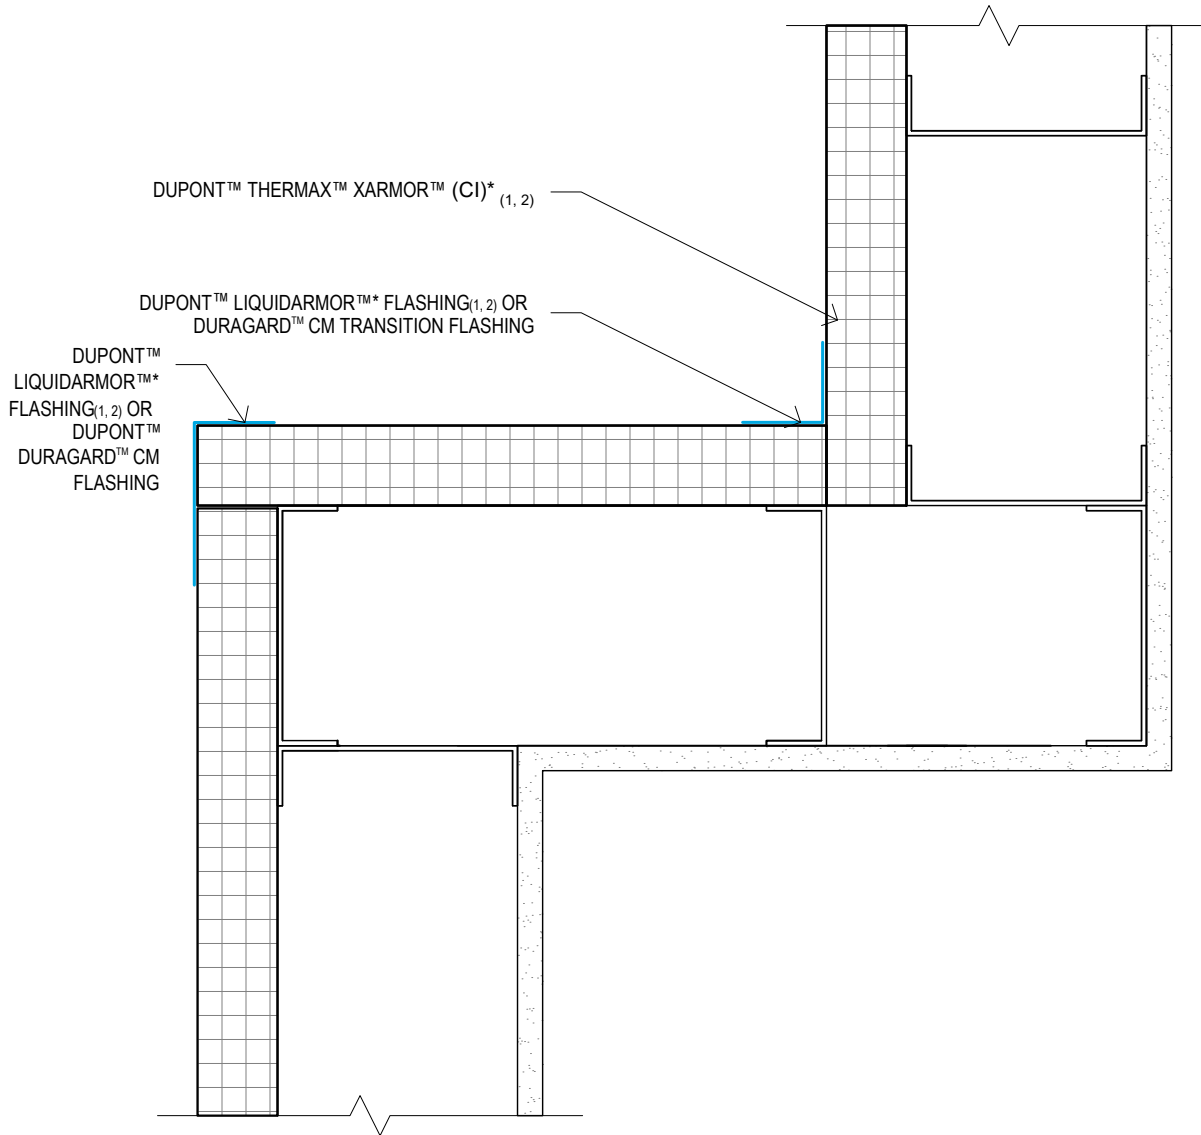 DUPONT™ THERMAX™ XARMOR™ (CI)* (1, 2)
DUPONT™ LIQUIDARMOR™* FLASHING(1, 2) OR
DURAGARD™ CM TRANSITION FLASHING
DUPONT™
LIQUIDARMOR™*
FLASHING(1, 2) OR
DUPONT™
DURAGARD™ CM
FLASHING